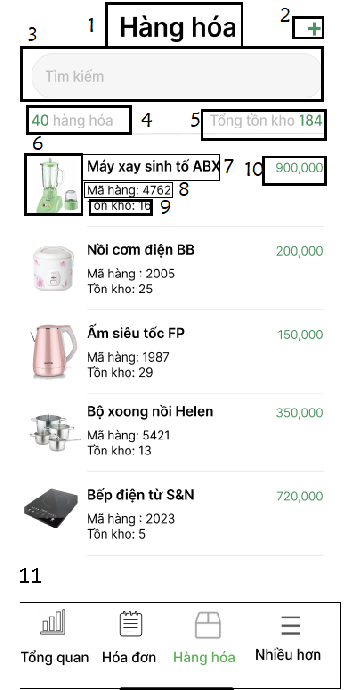 1 Hàng hóa 2 +
3
Tìm kiếm
40 hàng hóa 4 5 Tổng tồn kho 184
6
Máy xay sinh tố ABX 7 10 900,000
Mã hàng: 4762 8
Tồn kho: 16 9
Nồi cơm điện BB 200,000
Mã hàng : 2005
Tồn kho: 25
Ấm siêu tốc FP 150,000
Mã hàng: 1987
Tồn kho: 29
Bộ xoong nồi Helen 350,000
Mã hàng: 5421
Tồn kho: 13
Bếp điện từ S&N 720,000
Mã hàng : 2023
Tồn kho: 5
11
Tổng quan Hóa đơn Hàng hóa Nhiều hơn